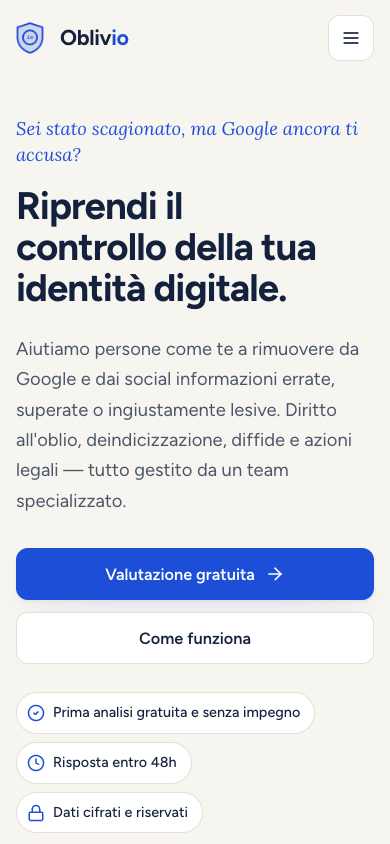 Oblivio
Sei stato scagionato, ma Google ancora ti
accusa?
Riprendi il
controllo della tua
identità digitale.
Aiutiamo persone come te a rimuovere da
Google e dai social informazioni errate,
superate o ingiustamente lesive. Diritto
all'oblio, deindicizzazione, diffide e azioni
legali — tutto gestito da un team
specializzato.
Valutazione gratuita →
Come funziona
Prima analisi gratuita e senza impegno
Risposta entro 48h
Dati cifrati e riservati